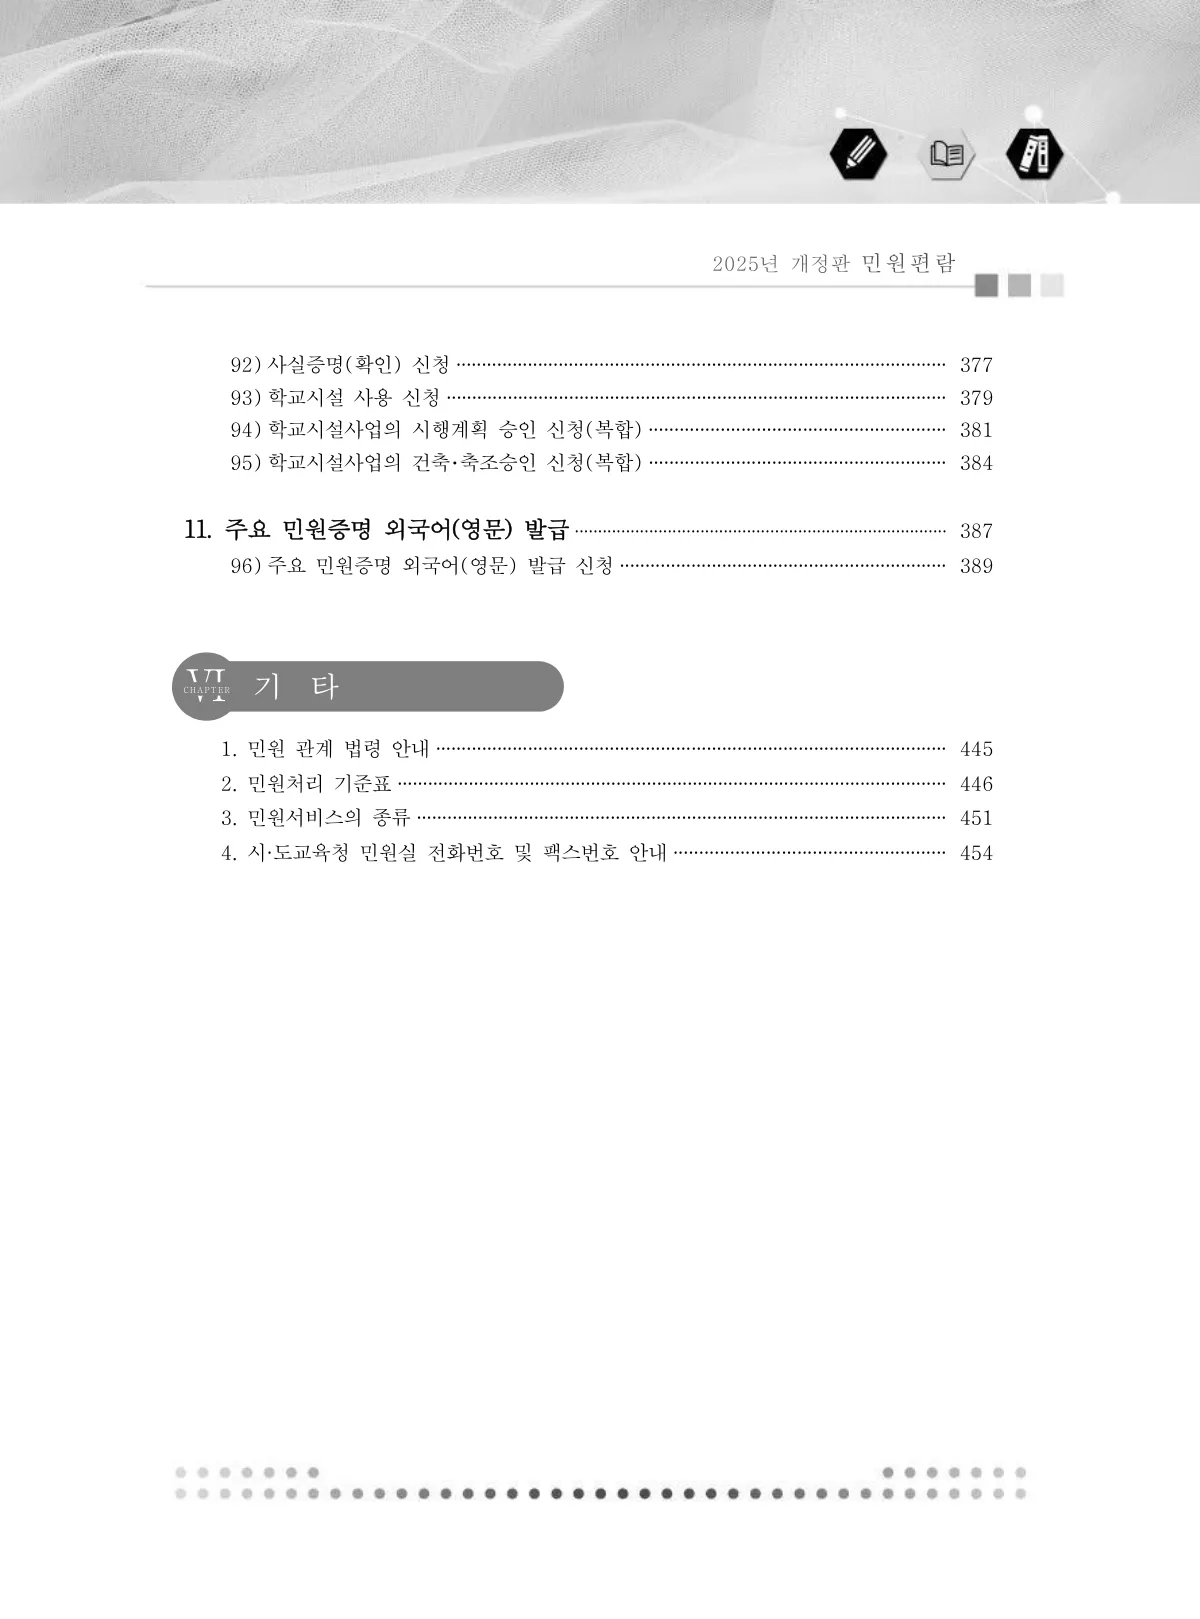 2025년 개정판 민원편람
92) 사실증명(확인) 신청 377
93) 학교시설 사용 신청 379
94) 학교시설사업의 시행계획 승인 신청(복합) 381
95) 학교시설사업의 건축·축조승인 신청(복합) 384
11. 주요 민원증명 외국어(영문) 발급 387
96) 주요 민원증명 외국어(영문) 발급 신청 389
VI CHAPTER 기 타
1. 민원 관계 법령 안내 445
2. 민원처리 기준표 446
3. 민원서비스의 종류 451
4. 시·도교육청 민원실 전화번호 및 팩스번호 안내 454